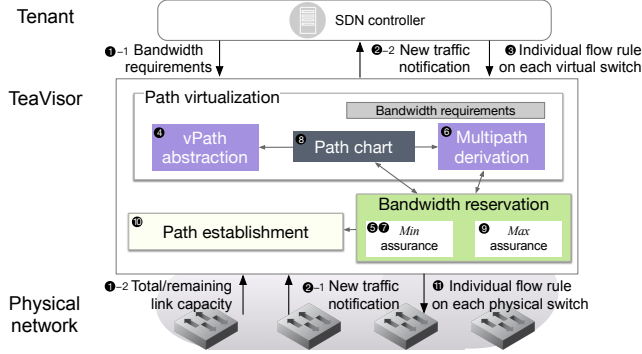 Tenant
SDN controller
❶-1 Bandwidth
requirements
❷-2 New traffic
notification
❸ Individual flow rule
on each virtual switch
TeaVisor
Path virtualization
Bandwidth requirements
❹ vPath
abstraction
❽ Path chart
❻ Multipath
derivation
Bandwidth reservation
❿ Path establishment
❺❼ Min
assurance
❾ Max
assurance
❶-2 Total/remaining
link capacity
❷-1 New traffic
notification
⓫ Individual flow rule
on each physical switch
Physical
network